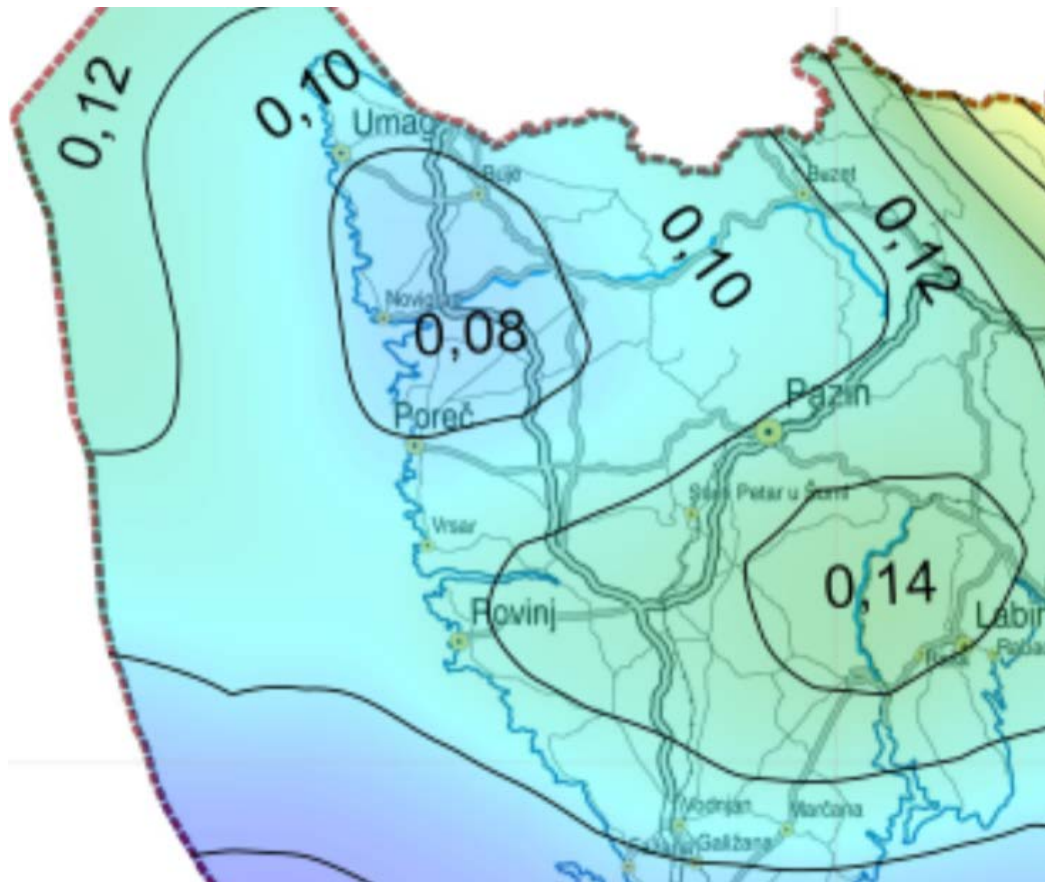 0,12
0,10
Umag
Buje
Buzet
0,10
0,12
Novigrad
0,08
Pazin
Poreč
Sveti Petar u Šumi
Vrsar
0,14
Rovinj
Labin
Vodnjan
Marčana
Galižana